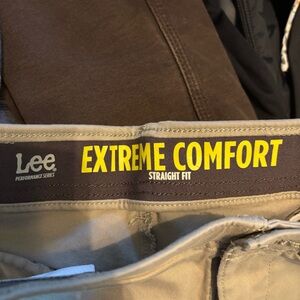 Lee
PERFORMANCE SERIES
EXTREME COMFORT
STRAIGHT FIT